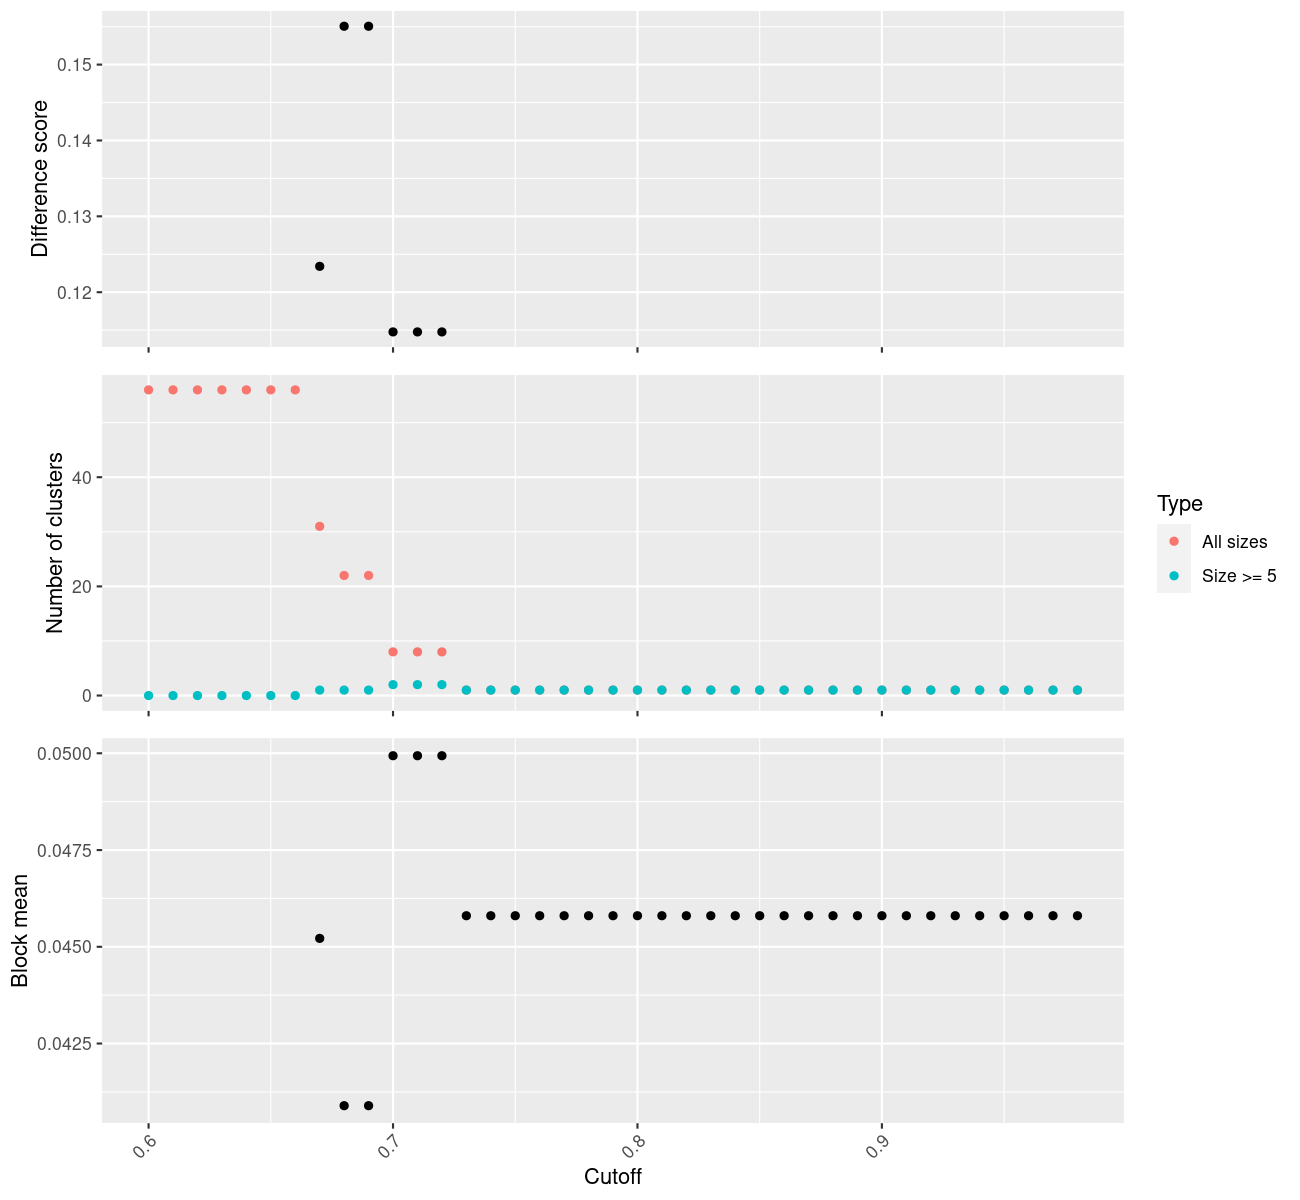 Difference score
0.15
0.14
0.13
0.12
Number of clusters
40
20
0
Type
All sizes
Size >= 5
Block mean
0.0500
0.0475
0.0450
0.0425
0.6
0.7
0.8
0.9
Cutoff